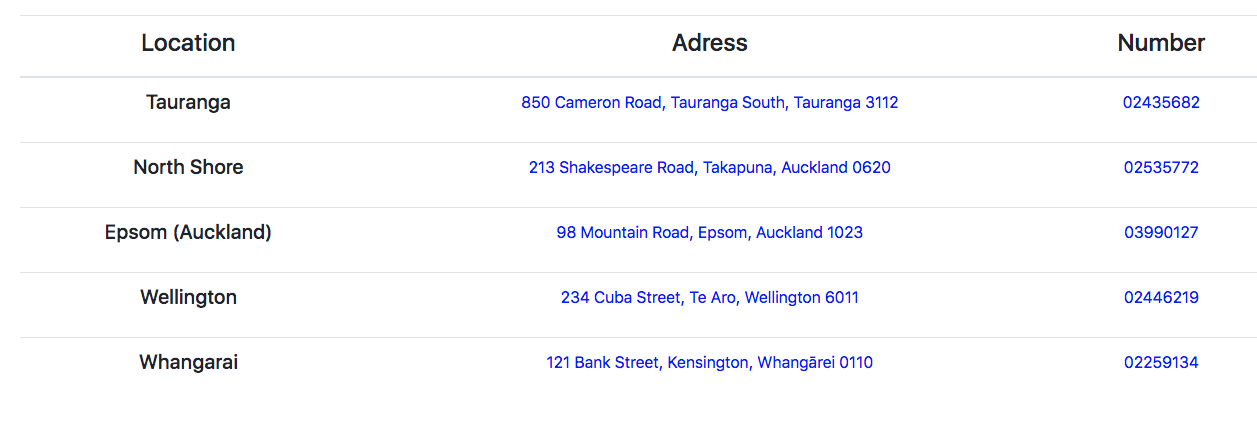 Location Adress Number
Tauranga 850 Cameron Road, Tauranga South, Tauranga 3112 02435682
North Shore 213 Shakespeare Road, Takapuna, Auckland 0620 02535772
Epsom (Auckland) 98 Mountain Road, Epsom, Auckland 1023 03990127
Wellington 234 Cuba Street, Te Aro, Wellington 6011 02446219
Whangarai 121 Bank Street, Kensington, Whangārei 0110 02259134